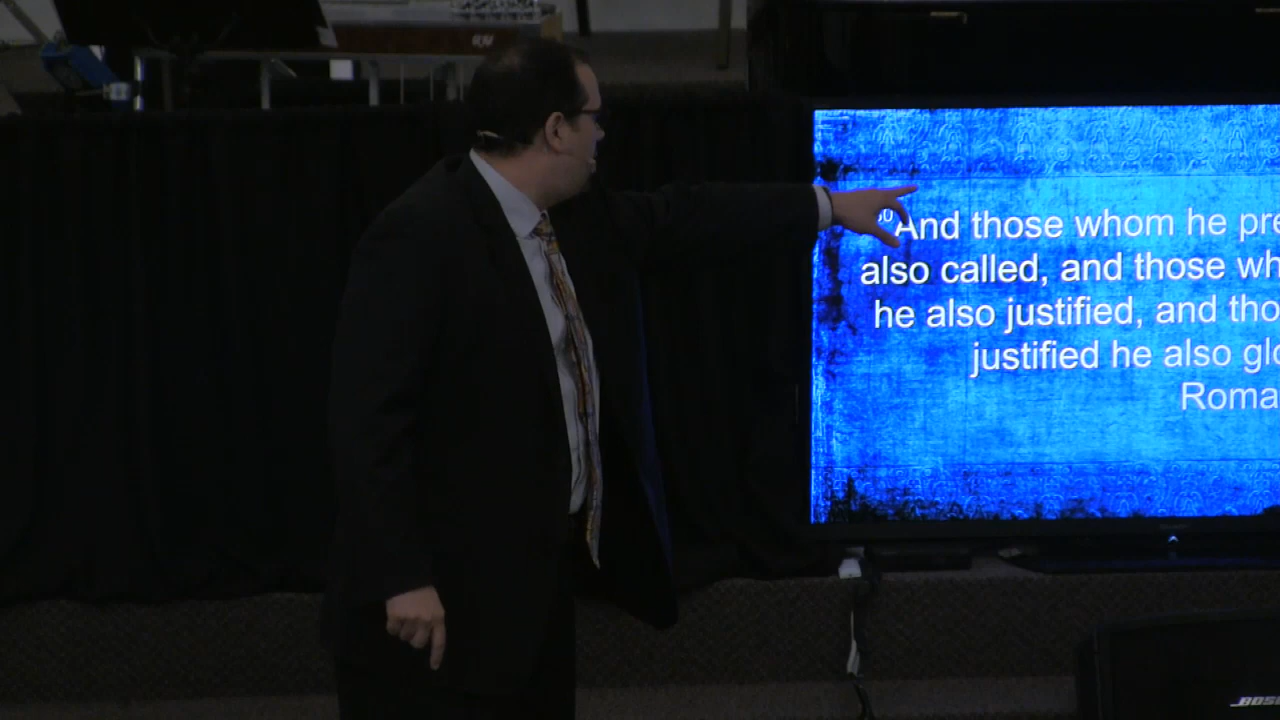 And those whom he pre
also called, and those wh
he also justified, and tho
justified he also glo
Roma
BOSE